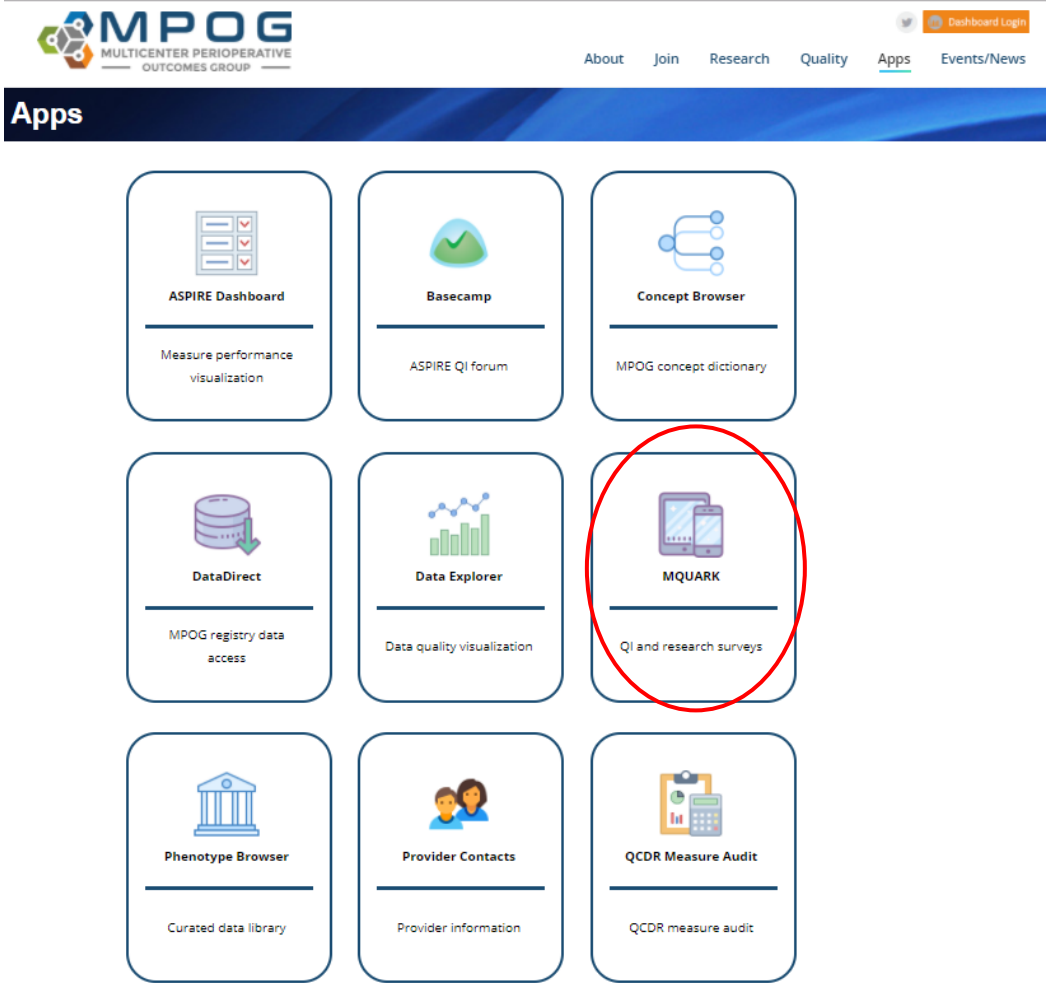 MPOG
MULTICENTER PERIOPERATIVE
OUTCOMES GROUP
Dashboard Login
About Join Research Quality Apps Events/News
Apps
ASPIRE Dashboard
Measure performance
visualization
Basecamp
ASPIRE QI forum
Concept Browser
MPOG concept dictionary
DataDirect
MPOG registry data
access
Data Explorer
Data quality visualization
MQUARK
QI and research surveys
Phenotype Browser
Curated data library
Provider Contacts
Provider information
QCDR Measure Audit
QCDR measure audit